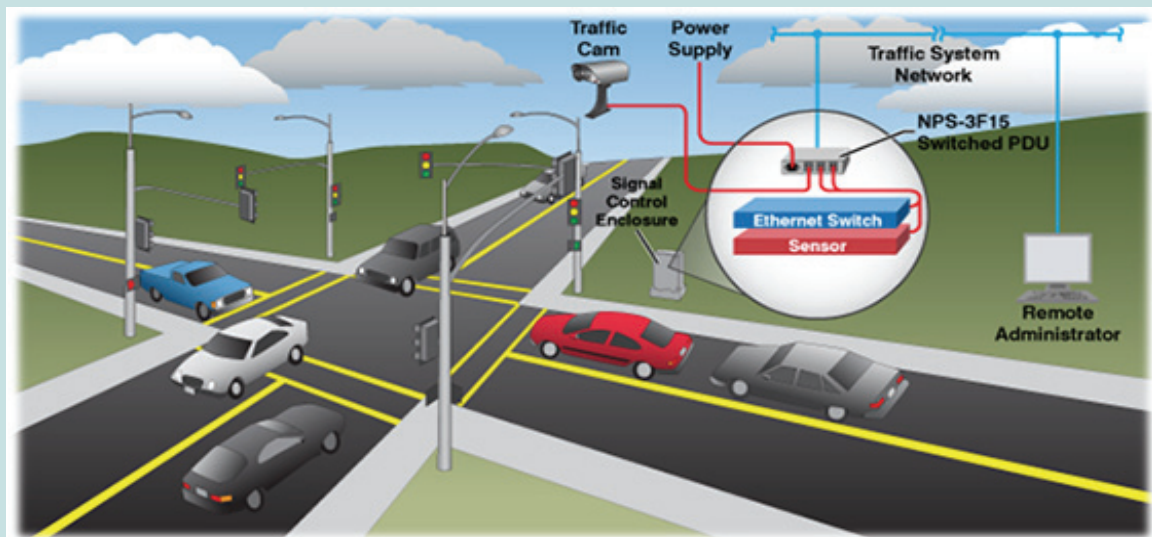 Traffic
Cam
Power
Supply
Traffic System
Network
NPS-3F15
Switched PDU
Signal
Control
Enclosure
Ethernet Switch
Sensor
Remote
Administrator